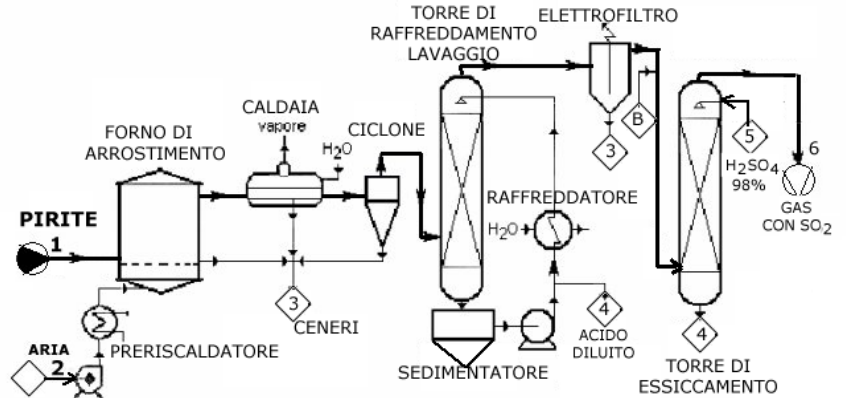 TORRE DI
RAFFREDDAMENTO
LAVAGGIO
ELETTROFILTRO
CALDAIA
vapore
H2O
CICLONE
FORNO DI
ARROSTIMENTO
B
3
5
6
H2SO4
98%
GAS
CON SO2
RAFFREDDATORE
H2O
PIRITE
1
3
CENERI
4
ACIDO
DILUITO
4
PRERISCALDATORE
ARIA
2
SEDIMENTATORE
TORRE DI
ESSICCAMENTO